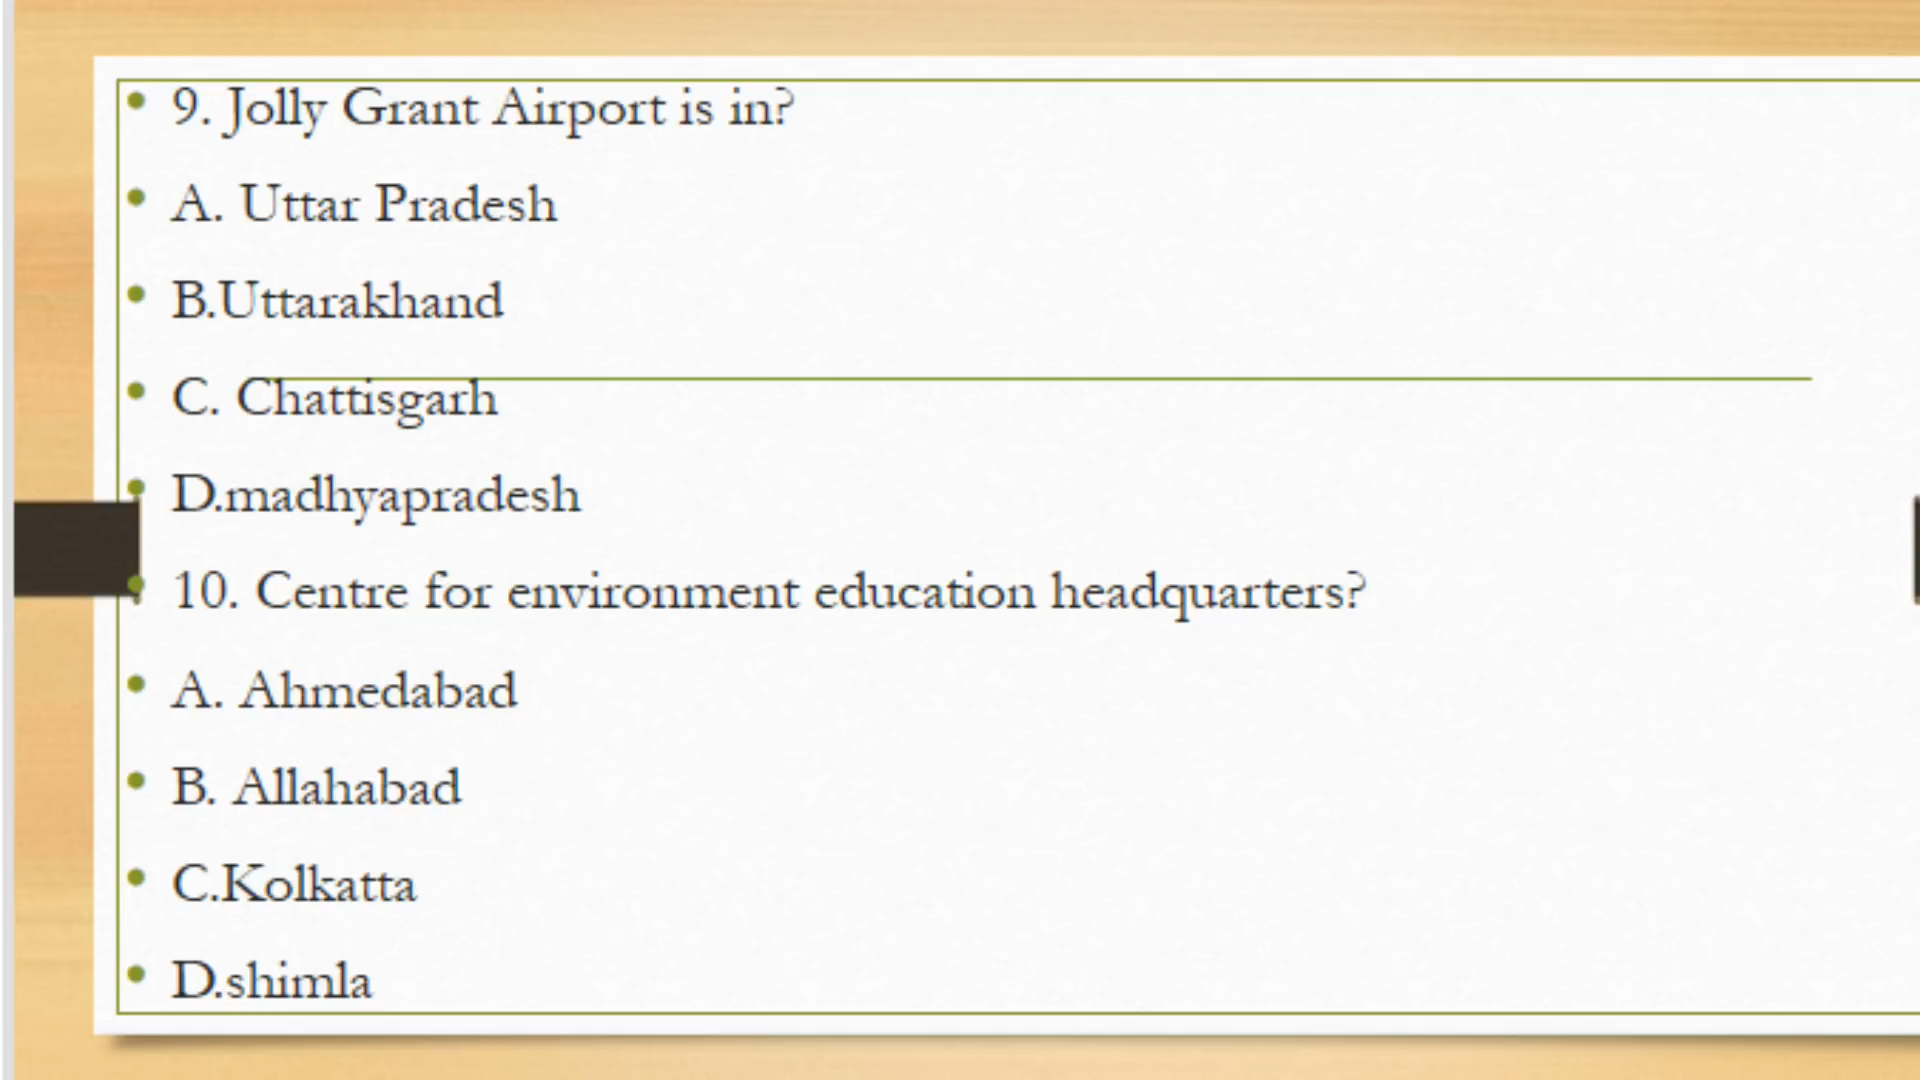 • 9. Jolly Grant Airport is in?
• A. Uttar Pradesh
• B.Uttarakhand
• C. Chattisgarh
• D.madhyapradesh
• 10. Centre for environment education headquarters?
• A. Ahmedabad
• B. Allahabad
• C.Kolkatta
• D.shimla